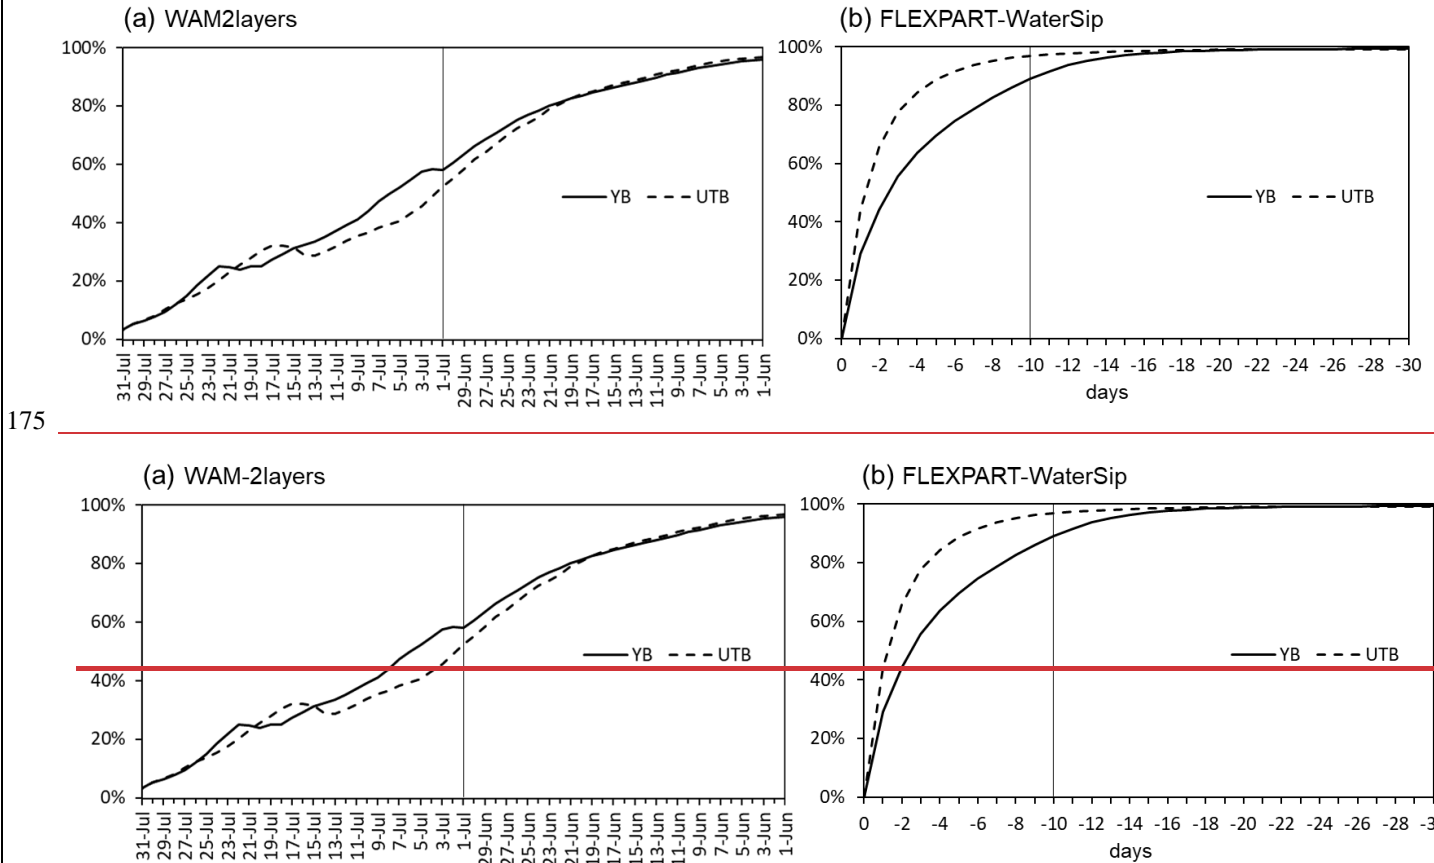 (a) WAM2layers
(b) FLEXPART-WaterSip
100%
80%
60%
40%
20%
0%
YB UTB
31-Jul 29-Jul 27-Jul 25-Jul 23-Jul 21-Jul 19-Jul 17-Jul 15-Jul 13-Jul 11-Jul 9-Jul 7-Jul 5-Jul 3-Jul 1-Jul 29-Jun 27-Jun 25-Jun 23-Jun 21-Jun 19-Jun 17-Jun 15-Jun 13-Jun 11-Jun 9-Jun 7-Jun 5-Jun 3-Jun 1-Jun
100%
80%
60%
40%
20%
0%
YB UTB
0 -2 -4 -6 -8 -10 -12 -14 -16 -18 -20 -22 -24 -26 -28 -30
days
175
(a) WAM-2layers
(b) FLEXPART-WaterSip
100%
80%
60%
40%
20%
0%
YB UTB
31-Jul 29-Jul 27-Jul 25-Jul 23-Jul 21-Jul 19-Jul 17-Jul 15-Jul 13-Jul 11-Jul 9-Jul 7-Jul 5-Jul 3-Jul 1-Jul 29-Jun 27-Jun 25-Jun 23-Jun 21-Jun 19-Jun 17-Jun 15-Jun 13-Jun 11-Jun 9-Jun 7-Jun 5-Jun 3-Jun 1-Jun
100%
80%
60%
40%
20%
0%
YB UTB
0 -2 -4 -6 -8 -10 -12 -14 -16 -18 -20 -22 -24 -26 -28
days